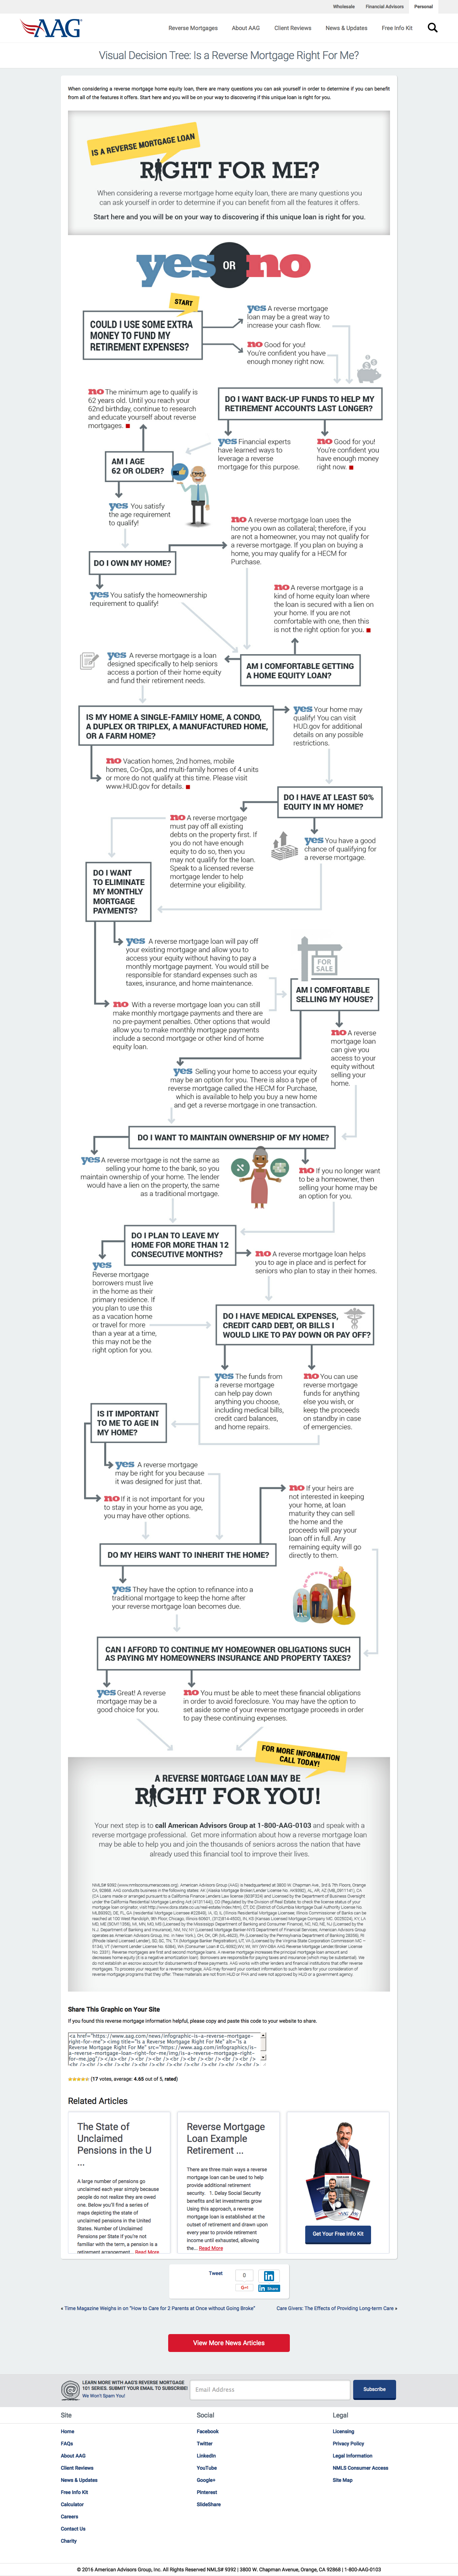 Wholesale Financial Advisors Personal
AAG
Reverse Mortgages About AAG Client Reviews News & Updates Free Info Kit
Visual Decision Tree: Is a Reverse Mortgage Right For Me?
When considering a reverse mortgage home equity loan, there are many questions you can ask yourself in order to determine if you can benefit
from all of the features it offers. Start here and you will be on your way to discovering if this unique loan is right for you.
IS A REVERSE MORTGAGE LOAN
RIGHT FOR ME?
When considering a reverse mortgage home equity loan, there are many questions you
can ask yourself in order to determine if you can benefit from all of the features it offers.
Start here and you will be on your way to discovering if this unique loan is right for you.
yes OR no
START
COULD I USE SOME EXTRA
MONEY TO FUND MY
RETIREMENT EXPENSES?
yes A reverse mortgage
loan may be a great way to
increase your cash flow.
no Good for you!
You're confident you have
enough money right now.
DO I WANT BACK-UP FUNDS TO HELP MY
RETIREMENT ACCOUNTS LAST LONGER?
yes Financial experts
have learned ways to
leverage a reverse
mortgage for this purpose.
no Good for you!
You're confident you
have enough money
right now.
no The minimum age to qualify is
62 years old. Until you reach your
62nd birthday, continue to research
and educate yourself about reverse
mortgages.
AM I AGE
62 OR OLDER?
yes You satisfy
the age requirement
to qualify!
DO I OWN MY HOME?
no A reverse mortgage loan uses the
home you own as collateral; therefore, if you
are not a homeowner, you may not qualify for
a reverse mortgage. If you plan on buying a
home, you may qualify for a HECM for
Purchase.
yes You satisfy the homeownership
requirement to qualify!
no A reverse mortgage is a
kind of home equity loan where
the loan is secured with a lien on
your home. If you are not
comfortable with one, then this
is not the right option for you.
AM I COMFORTABLE GETTING
A HOME EQUITY LOAN?
yes A reverse mortgage is a loan
designed specifically to help seniors
access a portion of their home equity
and fund their retirement needs.
IS MY HOME A SINGLE-FAMILY HOME, A CONDO,
A DUPLEX OR TRIPLEX, A MANUFACTURED HOME,
OR A FARM HOME?
yes Your home may
qualify! You can visit
HUD.gov for additional
details on any possible
restrictions.
no Vacation homes, 2nd homes, mobile
homes, Co-Ops, and multi-family homes of 4 units
or more do not qualify at this time. Please visit
www.HUD.gov for details.
DO I HAVE AT LEAST 50%
EQUITY IN MY HOME?
no A reverse mortgage
must pay off all existing
debts on the property first. If
you do not have enough
equity to do so, then you
may not qualify for the loan.
Speak to a licensed reverse
mortgage lender to help
determine your eligibility.
yes You have a good
chance of qualifying for
a reverse mortgage.
DO I WANT
TO ELIMINATE
MY MONTHLY
MORTGAGE
PAYMENTS?
yes A reverse mortgage loan will pay off
your existing mortgage and allow you to
access your equity without having to pay a
monthly mortgage payment. You would still be
responsible for standard expenses such as
taxes, insurance, and home maintenance.
no With a reverse mortgage loan you can still
make monthly mortgage payments and there are
no pre-payment penalties. Other options that would
allow you to make monthly mortgage payments
include a second mortgage or other kind of home
equity loan.
FOR
SALE
AM I COMFORTABLE
SELLING MY HOUSE?
no A reverse
mortgage loan
can give you
access to your
equity without
selling your
home.
yes Selling your home to access your equity
may be an option for you. There is also a type of
reverse mortgage called the HECM for Purchase,
which is available to help you buy a new home
and get a reverse mortgage in one transaction.
DO I WANT TO MAINTAIN OWNERSHIP OF MY HOME?
yes A reverse mortgage is not the same as
selling your home to the bank, so you
maintain ownership of your home. The lender
would have a lien on the property, the same
as a traditional mortgage.
no If you no longer want
to be a homeowner, then
selling your home may be
an option for you.
DO I PLAN TO LEAVE MY
HOME FOR MORE THAN 12
CONSECUTIVE MONTHS?
yes
Reverse mortgage
borrowers must live
in the home as their
primary residence. If
you plan to use this
as a vacation home
or travel for more
than a year at a time,
this may not be the
right option for you.
no A reverse mortgage loan helps
you to age in place and is perfect for
seniors who plan to stay in their homes.
DO I HAVE MEDICAL EXPENSES,
CREDIT CARD DEBT, OR BILLS I
WOULD LIKE TO PAY DOWN OR PAY OFF?
yes The funds from
a reverse mortgage
can help pay down
anything you choose,
including medical bills,
credit card balances,
and home repairs.
no You can use
reverse mortgage
funds for anything
else you wish, or
keep the proceeds
on standby in case
of emergencies.
IS IT IMPORTANT
TO ME TO AGE IN
MY HOME?
yes A reverse mortgage
may be right for you because
it was designed for just that.
no If it is not important for you
to stay in your home as you age,
you may have other options.
no If your heirs are
not interested in keeping
your home, at loan
maturity they can sell
the home and the
proceeds will pay your
loan off in full. Any
remaining equity will go
directly to them.
DO MY HEIRS WANT TO INHERIT THE HOME?
yes They have the option to refinance into a
traditional mortgage to keep the home after
your reverse mortgage loan becomes due.
CAN I AFFORD TO CONTINUE MY HOMEOWNER OBLIGATIONS SUCH
AS PAYING MY HOMEOWNERS INSURANCE AND PROPERTY TAXES?
yes Great! A reverse
mortgage may be a
good choice for you.
no You must be able to meet these financial obligations
in order to avoid foreclosure. You may have the option to
set aside some of your reverse mortgage proceeds in order
to pay these continuing expenses.
FOR MORE INFORMATION
CALL TODAY!
A REVERSE MORTGAGE LOAN MAY BE
RIGHT FOR YOU!
Your next step is to call American Advisors Group at 1-800-AAG-0103 and speak with a
reverse mortgage professional. Get more information about how a reverse mortgage loan
may be able to help you and join the thousands of seniors across the nation who have
already used this financial tool to improve their lives.
Share This Graphic on Your Site
If you found this reverse mortgage information helpful, please copy and paste this code to your website to share.
<a href="https://www.aag.com/news/infographic-is-a-reverse-mortgage-
right-for-me"><img title="Is a Reverse Mortgage Right For Me" alt="Is a
Reverse Mortgage Right For Me" src="https://www.aag.com/infographics/is-
a-reverse-mortgage-loan-right-for-me/img/is-a-reverse-mortgage-right-
for-me.jpg"/></a><br /><br /><br /><br /><br /><br /><br /><br />
(17 votes, average: 4.65 out of 5, rated)
Related Articles
The State of
Unclaimed
Pensions in the U
...
A large number of pensions go
unclaimed each year simply because
people do not realize they are owed
one. Below you'll find a series of
maps depicting the state of
unclaimed pensions in the United
States. Number of Unclaimed
Pensions per State If you're not
familiar with the term, a pension is a
retirement arrangement... Read More
Reverse Mortgage
Loan Example
Retirement ...
There are three main ways a reverse
mortgage loan can be used to help
provide additional retirement
security. 1. Delay Social Security
benefits and let investments grow
Using this approach, a reverse
mortgage loan is established at the
outset of retirement and drawn upon
every year to provide retirement
income until exhausted, allowing
the... Read More
Get Your Free Info Kit
Tweet
0
G+1
in Share
« Time Magazine Weighs in on "How to Care for 2 Parents at Once without Going Broke"
Care Givers: The Effects of Providing Long-term Care »
View More News Articles
LEARN MORE WITH AAG'S REVERSE MORTGAGE
101 SERIES. SUBMIT YOUR EMAIL TO SUBSCRIBE!
We Won't Spam You!
Email Address
Subscribe
Site
Home
FAQs
About AAG
Client Reviews
News & Updates
Free Info Kit
Calculator
Careers
Contact Us
Charity
Social
Facebook
Twitter
LinkedIn
YouTube
Google+
Pinterest
SlideShare
Legal
Licensing
Privacy Policy
Legal Information
NMLS Consumer Access
Site Map
© 2016 American Advisors Group, Inc. All Rights Reserved NMLS# 9392 | 3800 W. Chapman Avenue, Orange, CA 92868 | 1-800-AAG-0103